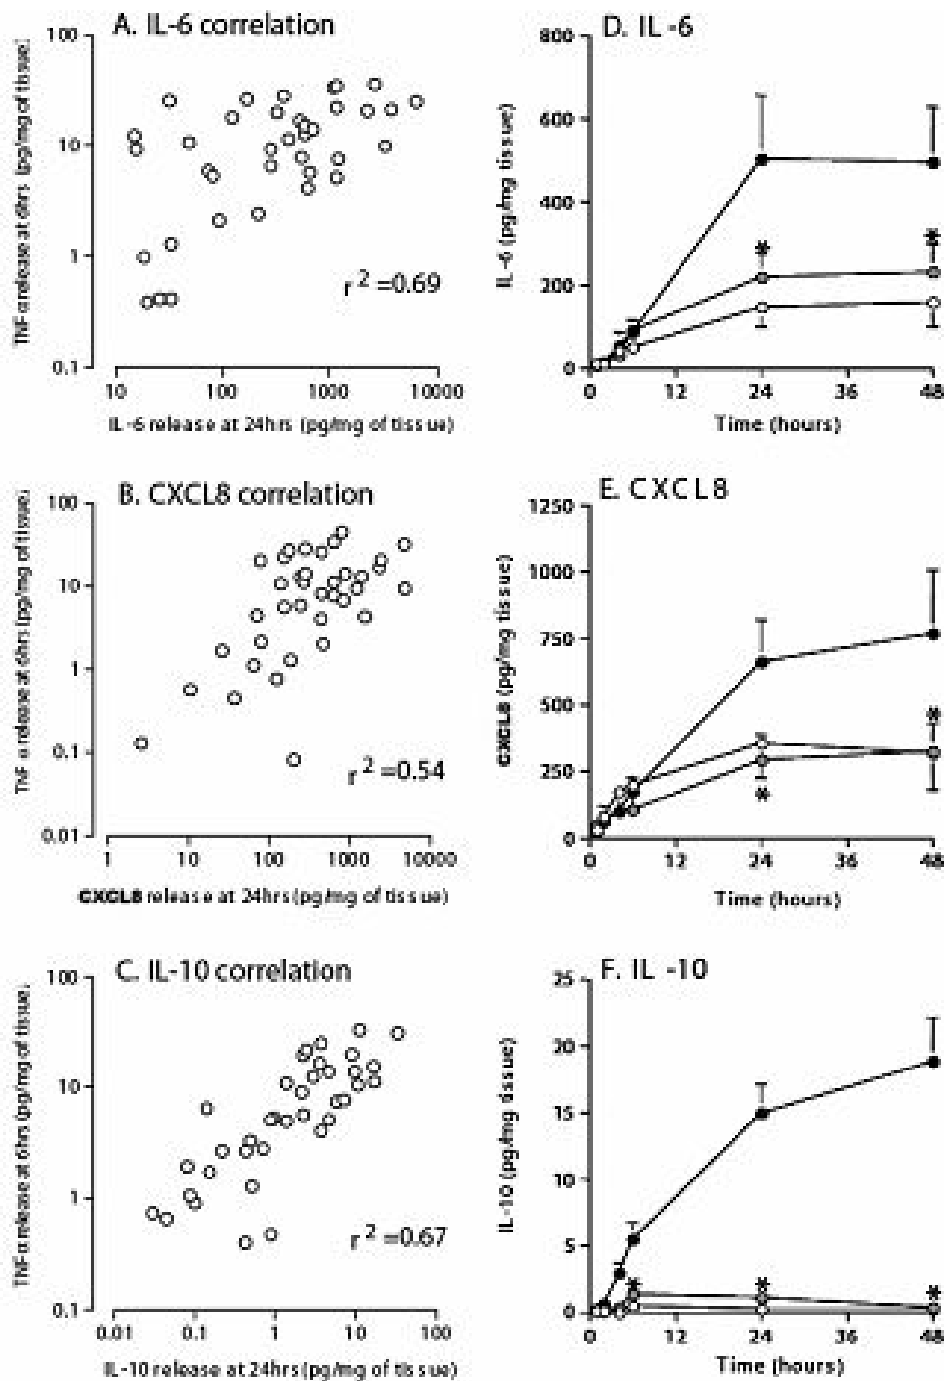 A. IL-6 correlation
TNFα release at 6hrs (pg/mg of tissue)
100
10
1
0.1
r²=0.69
10 100 1000 10000
IL-6 release at 24hrs (pg/mg of tissue)
D. IL-6
IL-6 (pg/mg tissue)
800
600
400
200
0
*
*
0 12 24 36 48
Time (hours)
B. CXCL8 correlation
TNF α release at 6hrs (pg/mg of tissue)
100
10
1
0.1
0.01
r²=0.54
1 10 100 1000 10000
CXCL8 release at 24hrs (pg/mg of tissue)
E. CXCL8
CXCL8 (pg/mg tissue)
1250
1000
750
500
250
0
*
*
0 12 24 36 48
Time (hours)
C. IL-10 correlation
TNFα release at 6hrs (pg/mg of tissue)
100
10
1
0.1
r²=0.67
0.01 0.1 1 10 100
IL-10 release at 24hrs (pg/mg of tissue)
F. IL-10
IL-10 (pg/mg tissue)
25
20
15
10
5
0
* * *
0 12 24 36 48
Time (hours)